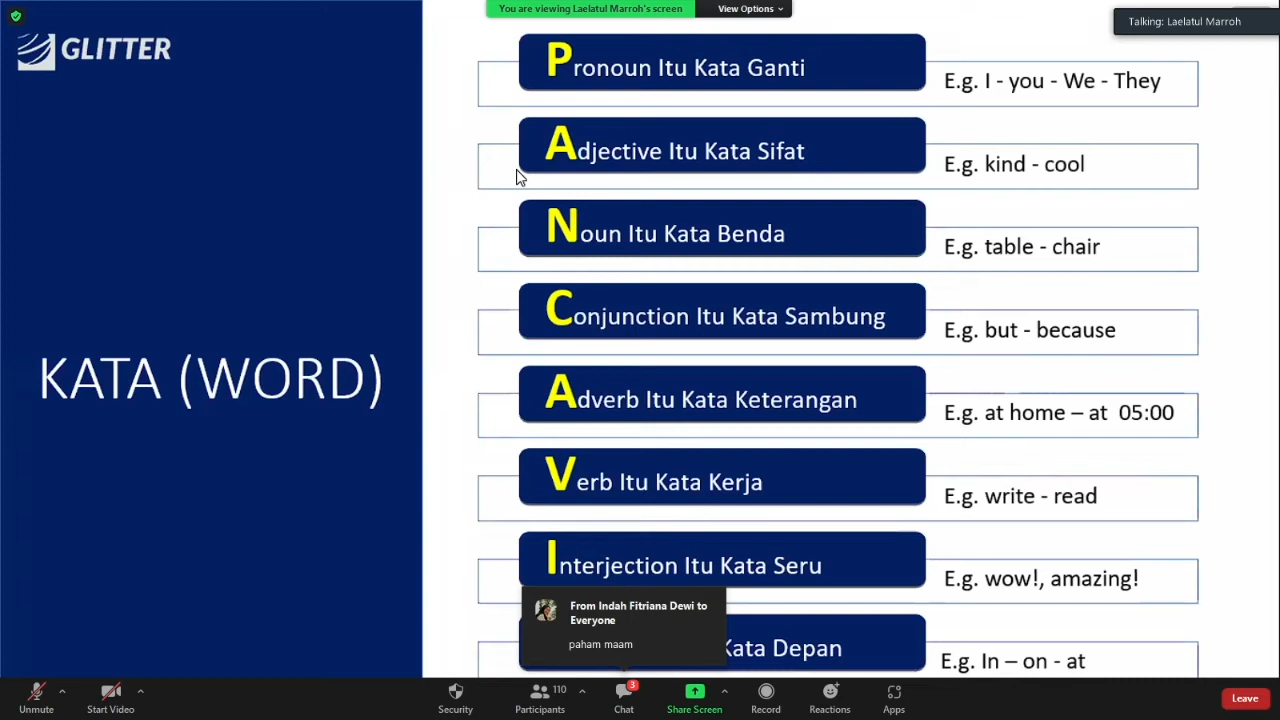 You are viewing Laelatul Marroh's screen
View Options
Talking: Laelatul Marroh
GLITTER
KATA (WORD)
Pronoun Itu Kata Ganti
E.g. I - you - We - They
Adjective Itu Kata Sifat
E.g. kind - cool
Noun Itu Kata Benda
E.g. table - chair
Conjunction Itu Kata Sambung
E.g. but - because
Adverb Itu Kata Keterangan
E.g. at home – at 05:00
Verb Itu Kata Kerja
E.g. write - read
Interjection Itu Kata Seru
E.g. wow!, amazing!
Kata Depan
E.g. In – on - at
From Indah Fitriana Dewi to
Everyone
paham maam
Unmute
Start Video
Security
Participants
110
Chat
3
Share Screen
Record
Reactions
Apps
Leave